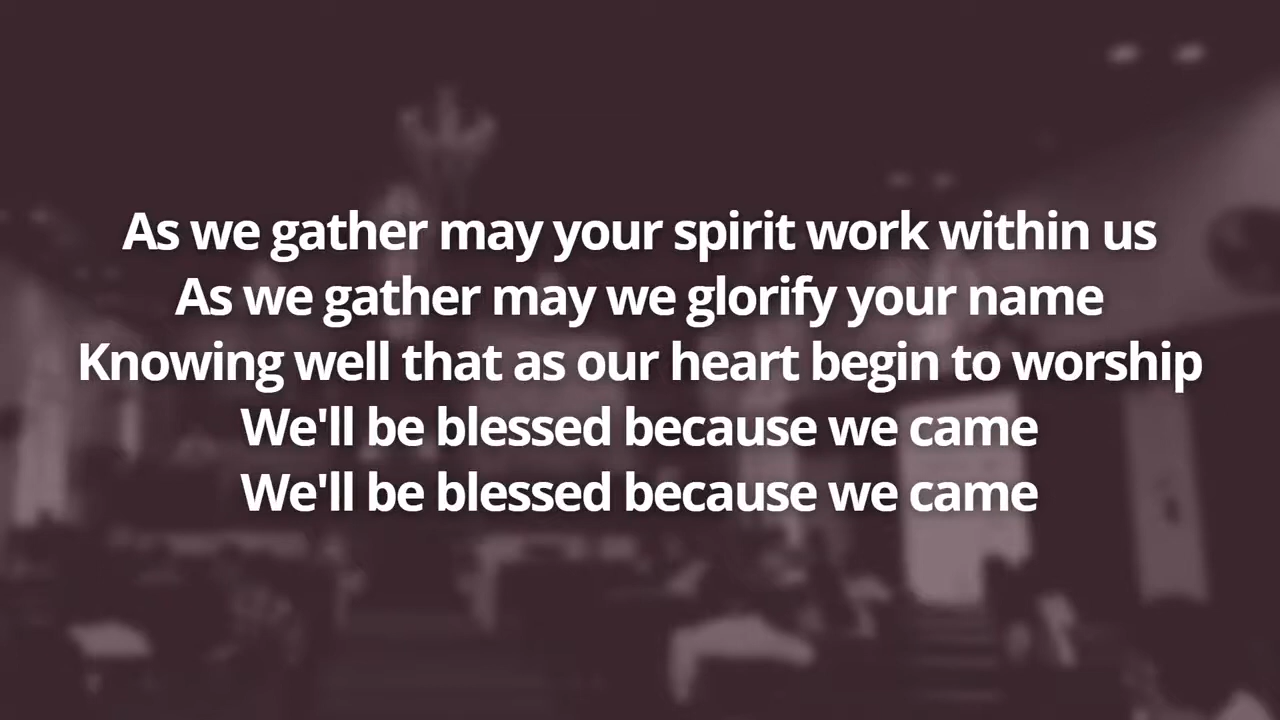 As we gather may your spirit work within us
As we gather may we glorify your name
Knowing well that as our heart begin to worship
We'll be blessed because we came
We'll be blessed because we came